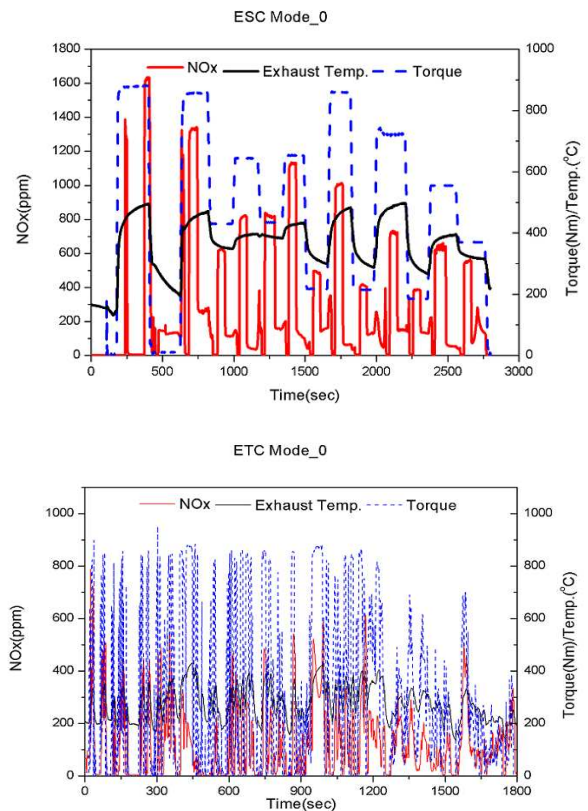 ESC Mode_0
NOx Exhaust Temp. Torque
1800
1600
1400
1200
1000
800
600
400
200
0
NOx(ppm)
1000
800
600
400
200
0
Torque(Nm)/Temp.(°C)
0 500 1000 1500 2000 2500 3000
Time(sec)
ETC Mode_0
NOx Exhaust Temp. Torque
1000
800
600
400
200
0
NOx(ppm)
1000
800
600
400
200
0
Torque(Nm)/Temp.(°C)
0 300 600 900 1200 1500 1800
Time(sec)